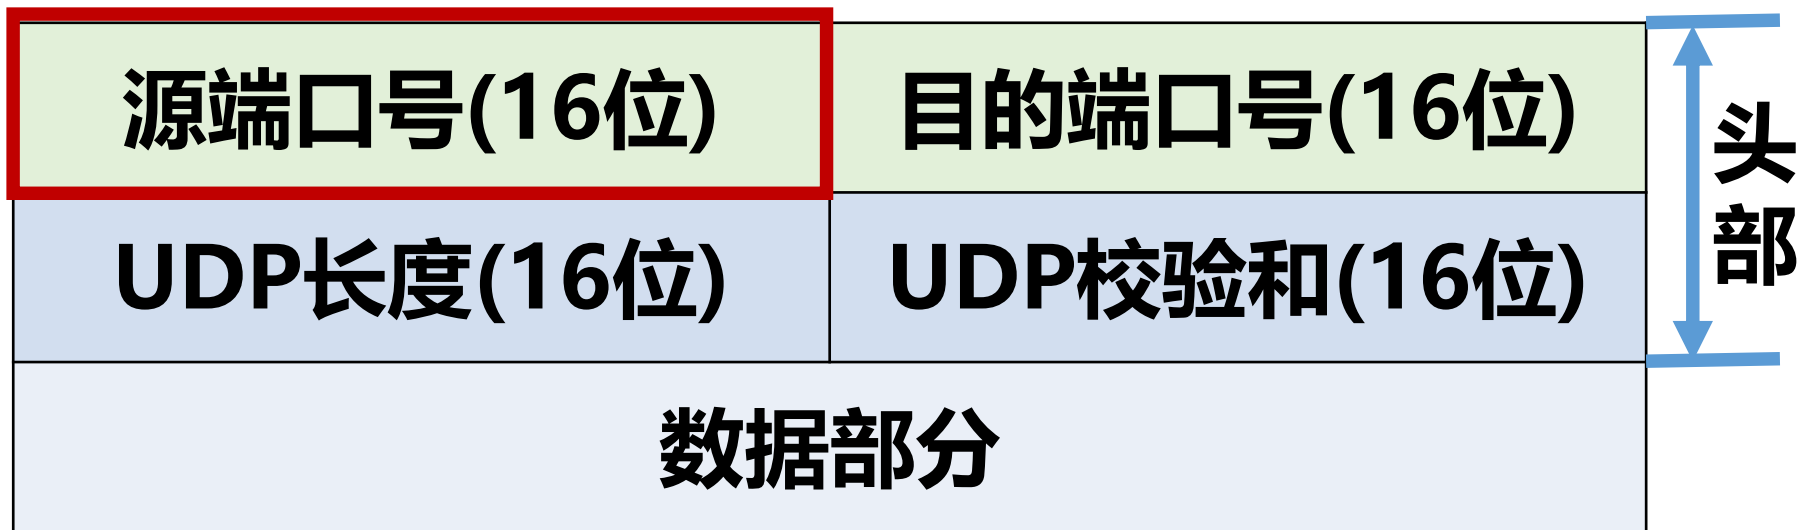 源端口号(16位)
目的端口号(16位)
头部
UDP长度(16位)
UDP校验和(16位)
数据部分